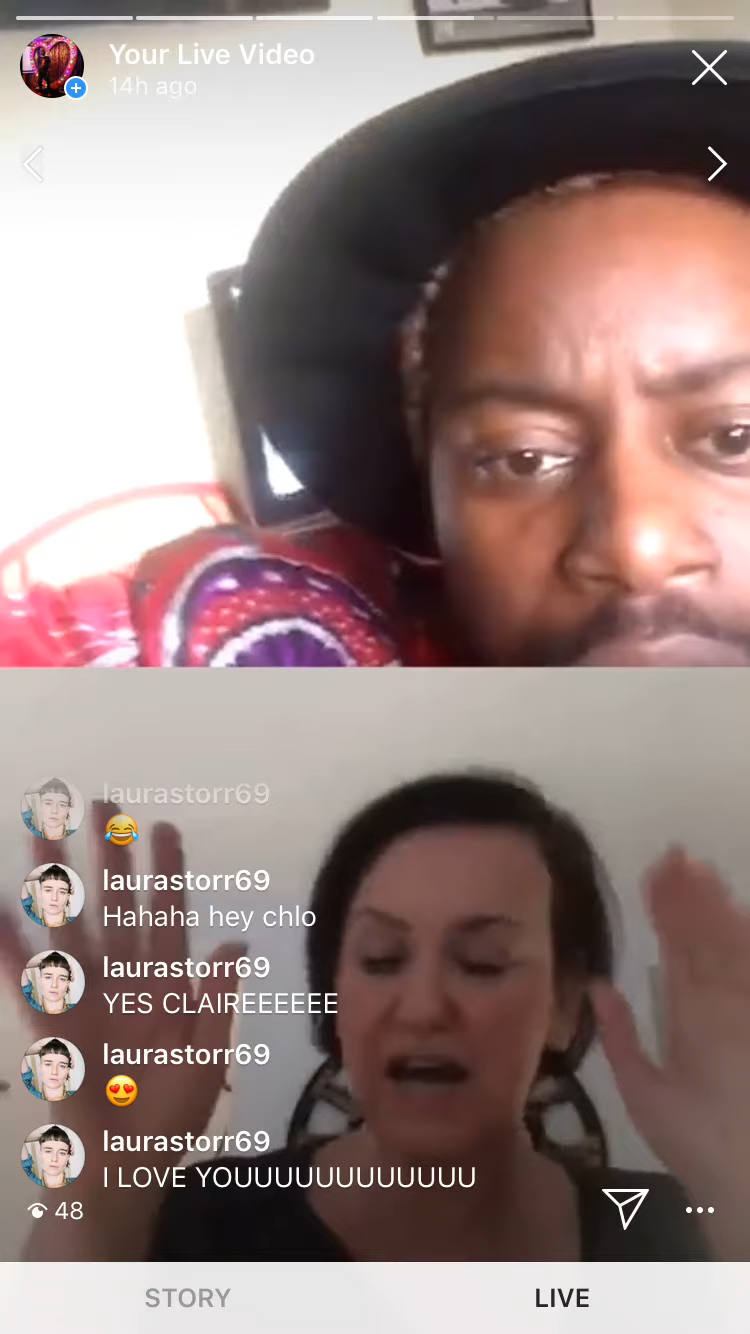 Your Live Video
14h ago
laurastorr69
😂
laurastorr69
Hahaha hey chlo
laurastorr69
YES CLAIREEEEEE
laurastorr69
😍
laurastorr69
I LOVE YOUUUUUUUUUUUUU
48
STORY
LIVE